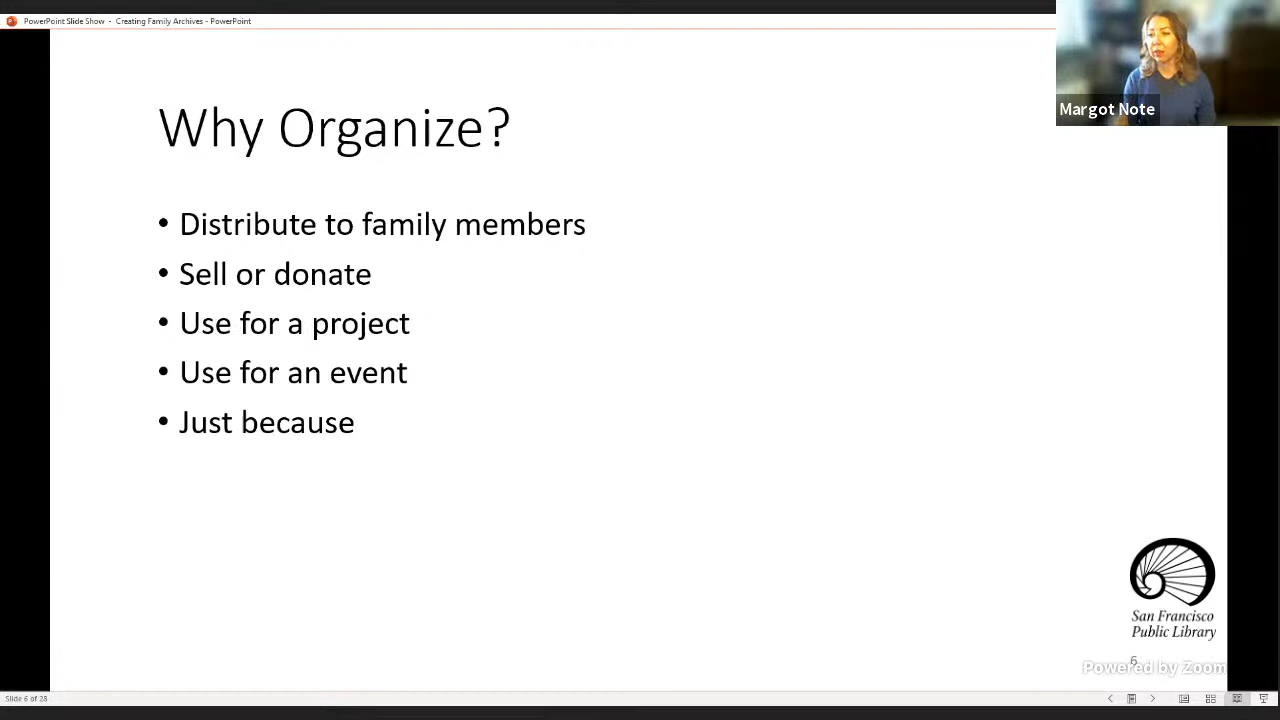 PowerPoint Slide Show - Creating Family Archives - PowerPoint
Margot Note
Why Organize?
• Distribute to family members
• Sell or donate
• Use for a project
• Use for an event
• Just because
San Francisco
Public Library
6
Powered by Zoom
Slide 6 of 28